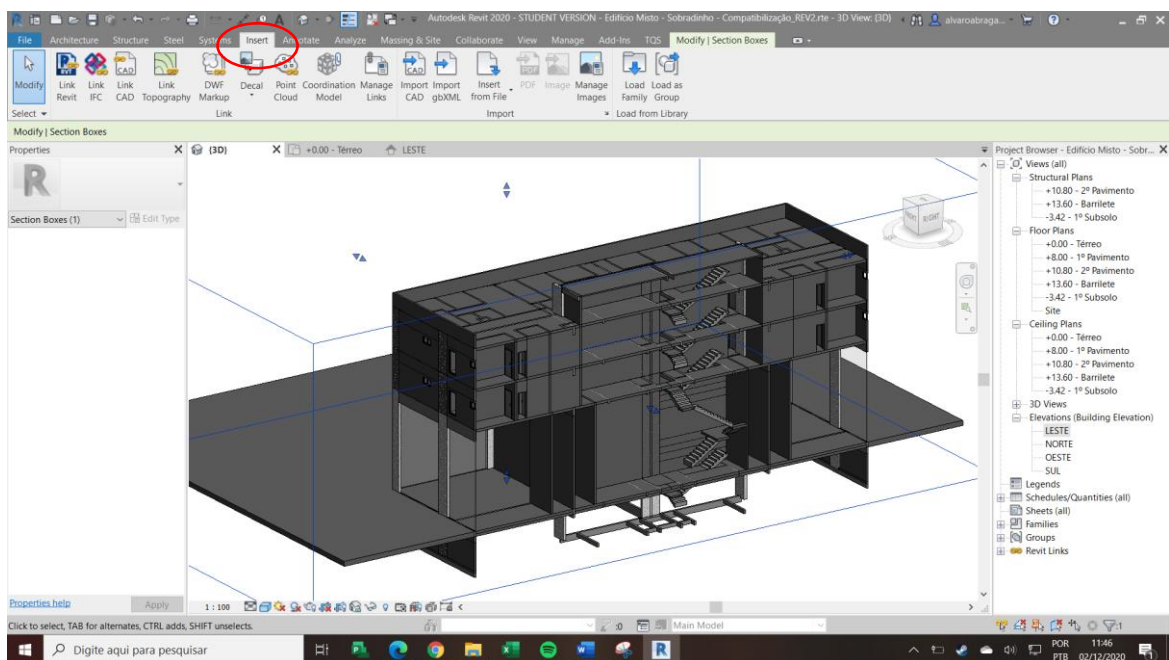 Autodesk Revit 2020 - STUDENT VERSION - Edifício Misto - Sobradinho - Compatibilização_REV2.rte - 3D View: {3D}
alvaroabraga...
File Architecture Structure Steel Systems Insert Annotate Analyze Massing & Site Collaborate View Manage Add-Ins TQS Modify | Section Boxes
Modify Link Revit Link IFC Link CAD Link Topography DWF Markup Decal Point Cloud Coordination Model Manage Links Import CAD Import gbXML Insert from File PDF Image Manage Images Load Family Load as Group
Select Link Import Load from Library
Modify | Section Boxes
Properties {3D} +0.00 - Térreo LESTE Project Browser - Edifício Misto - Sobr...
Section Boxes (1) Edit Type
RIGHT
Views (all)
Structural Plans
+10.80 - 2º Pavimento
+13.60 - Barrilete
-3.42 - 1º Subsolo
Floor Plans
+0.00 - Térreo
+8.00 - 1º Pavimento
+10.80 - 2º Pavimento
+13.60 - Barrilete
-3.42 - 1º Subsolo
Site
Ceiling Plans
+0.00 - Térreo
+8.00 - 1º Pavimento
+10.80 - 2º Pavimento
+13.60 - Barrilete
-3.42 - 1º Subsolo
3D Views
Elevations (Building Elevation)
LESTE
NORTE
OESTE
SUL
Legends
Schedules/Quantities (all)
Sheets (all)
Families
Groups
Revit Links
Properties help Apply 1 : 100
Click to select, TAB for alternates, CTRL adds, SHIFT unselects. :0 Main Model :1
Digite aqui para pesquisar
POR 11:46
PTB 02/12/2020